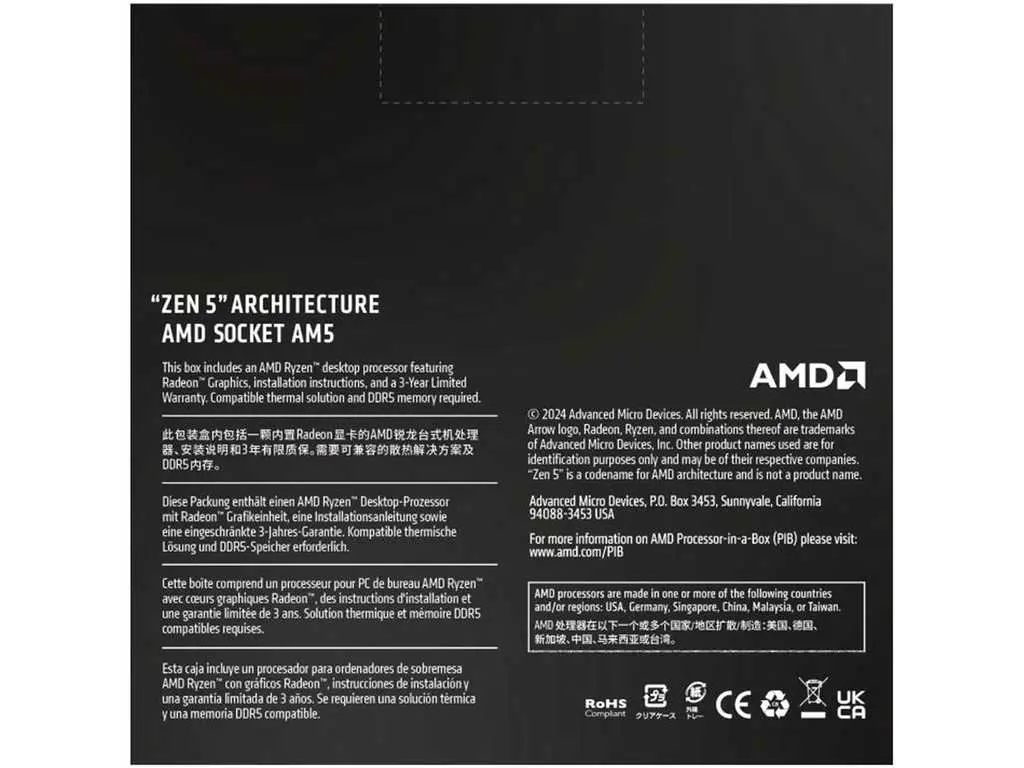 “ZEN 5” ARCHITECTURE
AMD SOCKET AM5
This box includes an AMD Ryzen™ desktop processor featuring
Radeon™ Graphics, installation instructions, and a 3-Year Limited
Warranty. Compatible thermal solution and DDR5 memory required.
此包装盒内包括一颗内置Radeon显卡的AMD锐龙台式机处理
器、安装说明和3年有限质保。需要可兼容的散热解决方案及
DDR5内存。
Diese Packung enthält einen AMD Ryzen™ Desktop-Prozessor
mit Radeon™ Grafikeinheit, eine Installationsanleitung sowie
eine eingeschränkte 3-Jahres-Garantie. Kompatible thermische
Lösung und DDR5-Speicher erforderlich.
Cette boîte comprend un processeur pour PC de bureau AMD Ryzen™
avec cœurs graphiques Radeon™, des instructions d'installation et
une garantie limitée de 3 ans. Solution thermique et mémoire DDR5
compatibles requises.
Esta caja incluye un procesador para ordenadores de sobremesa
AMD Ryzen™ con gráficos Radeon™, instrucciones de instalación y
una garantía limitada de 3 años. Se requieren una solución térmica
y una memoria DDR5 compatible.
AMD
© 2024 Advanced Micro Devices. All rights reserved. AMD, the AMD
Arrow logo, Radeon, Ryzen, and combinations thereof are trademarks
of Advanced Micro Devices, Inc. Other product names used are for
identification purposes only and may be of their respective companies.
“Zen 5” is a codename for AMD architecture and is not a product name.
Advanced Micro Devices, P.O. Box 3453, Sunnyvale, California
94088-3453 USA
For more information on AMD Processor-in-a-Box (PIB) please visit:
www.amd.com/PIB
AMD processors are made in one or more of the following countries
and/or regions: USA, Germany, Singapore, China, Malaysia, or Taiwan.
AMD 处理器在以下一个或多个国家/地区扩散/制造：美国、德国、
新加坡、中国、马来西亚或台湾。
RoHS
Compliant
プラ
クリアケース
紙
外箱
トレー
CE
UK
CA